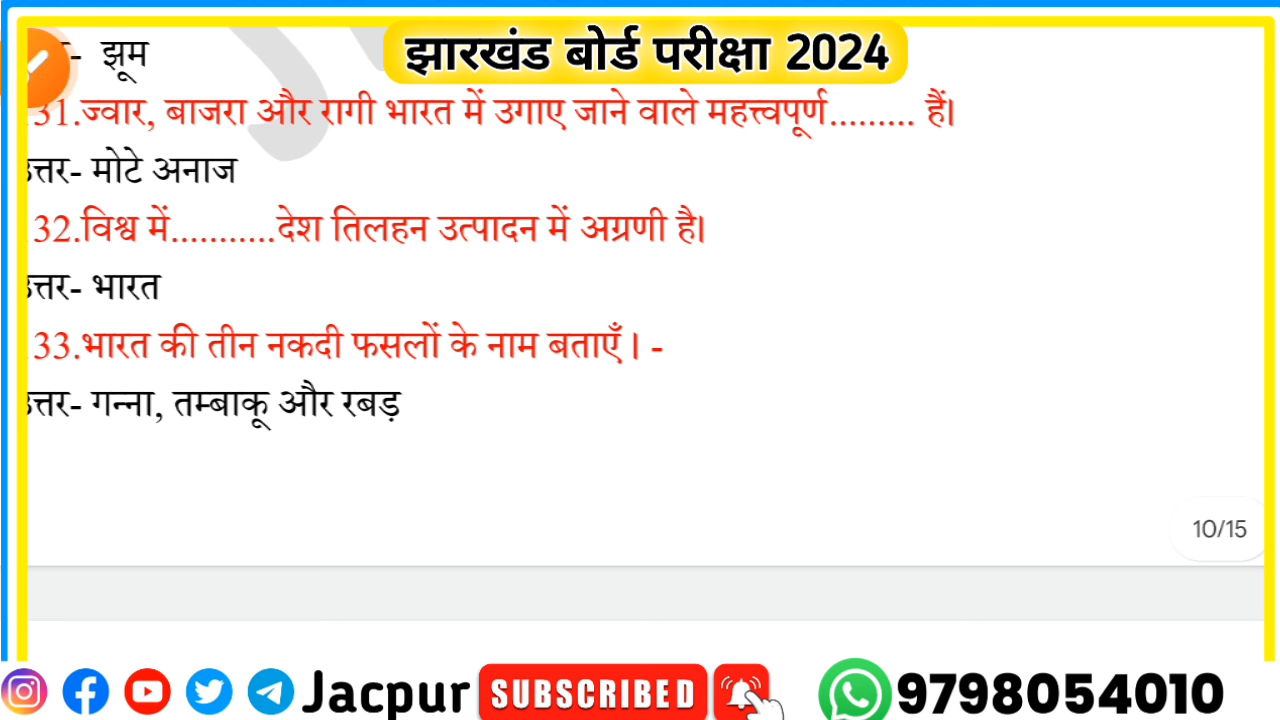 झारखंड बोर्ड परीक्षा 2024
- झूम
31.ज्वार, बाजरा और रागी भारत में उगाए जाने वाले महत्त्वपूर्ण......... हैं।
त्तर- मोटे अनाज
32.विश्व में...........देश तिलहन उत्पादन में अग्रणी है।
त्तर- भारत
33.भारत की तीन नकदी फसलों के नाम बताएँ। -
त्तर- गन्ना, तम्बाकू और रबड़
10/15
Jacpur SUBSCRIBED 9798054010